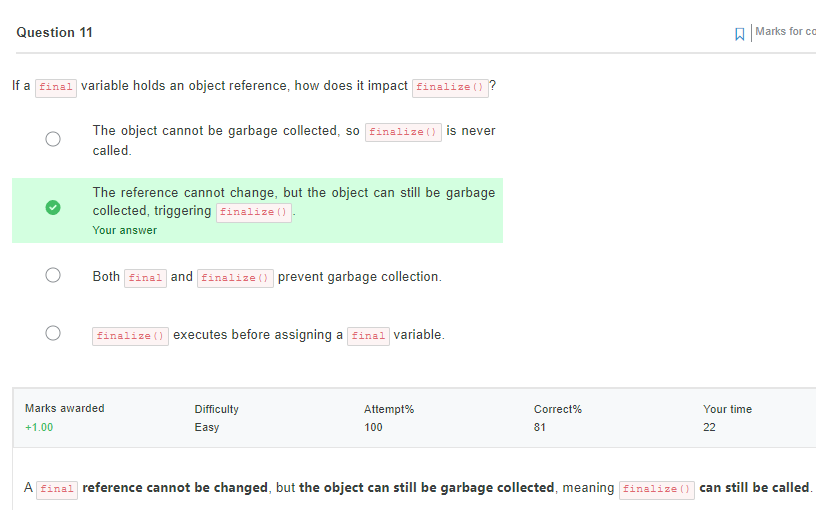 Question 11
Marks for co
If a final variable holds an object reference, how does it impact finalize()?
The object cannot be garbage collected, so finalize() is never
called.
The reference cannot change, but the object can still be garbage
collected, triggering finalize().
Your answer
Both final and finalize() prevent garbage collection.
finalize() executes before assigning a final variable.
Marks awarded Difficulty Attempt% Correct% Your time
+1.00 Easy 100 81 22
A final reference cannot be changed, but the object can still be garbage collected, meaning finalize() can still be called.